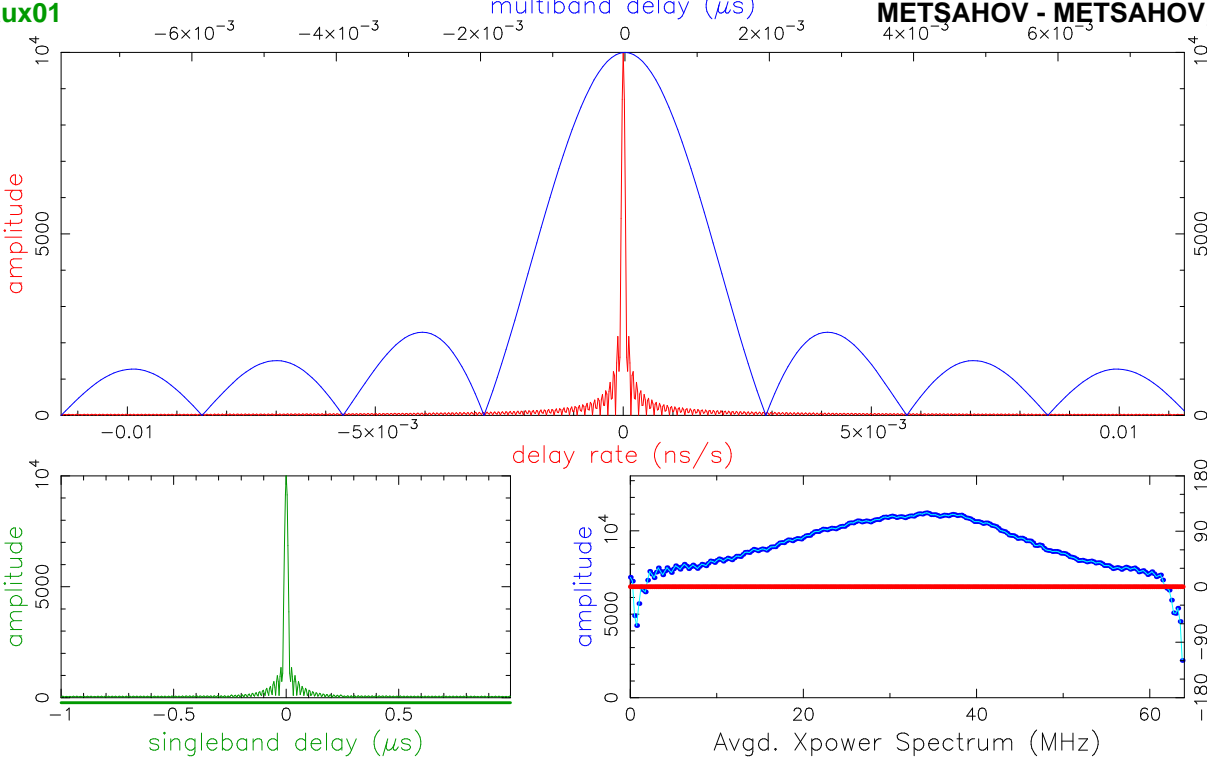 ux01
multiband delay (μs)
METSAHOV - METSAHOV
−6×10⁻³ −4×10⁻³ −2×10⁻³ 0 2×10⁻³ 4×10⁻³ 6×10⁻³
10⁴
5000
0
amplitude
10⁴
5000
0
−0.01 −5×10⁻³ 0 5×10⁻³ 0.01
delay rate (ns/s)
10⁴
5000
0
amplitude
−1 −0.5 0 0.5
singleband delay (μs)
10⁴
5000
0
amplitude
180
90
0
−90
−180
0 20 40 60
Avgd. Xpower Spectrum (MHz)